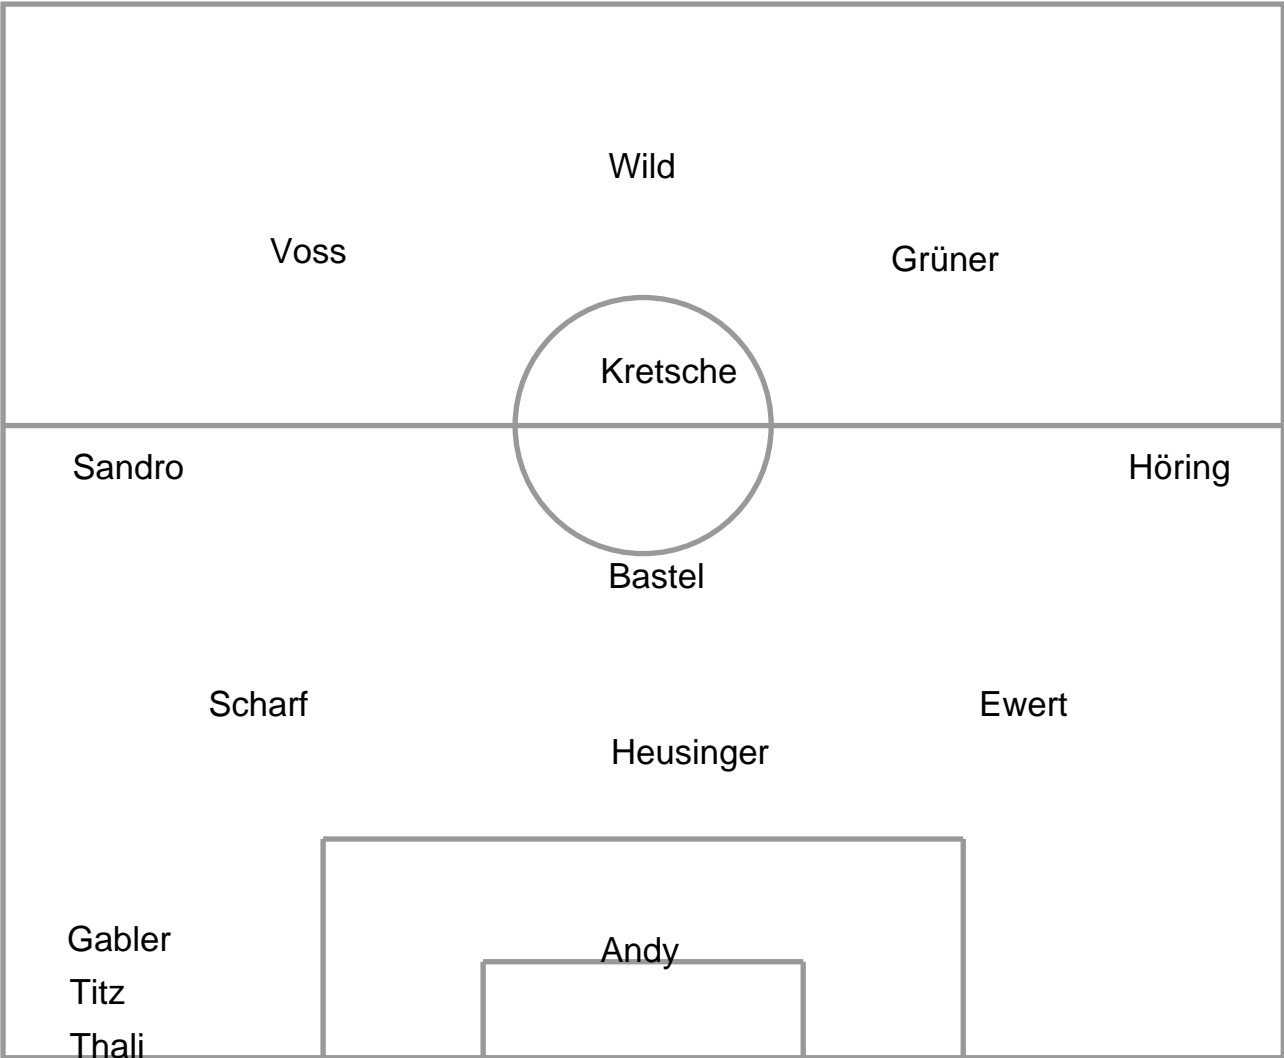 Wild
Voss
Grüner
Kretsche
Sandro
Höring
Bastel
Scharf
Ewert
Heusinger
Gabler
Andy
Titz
Thali